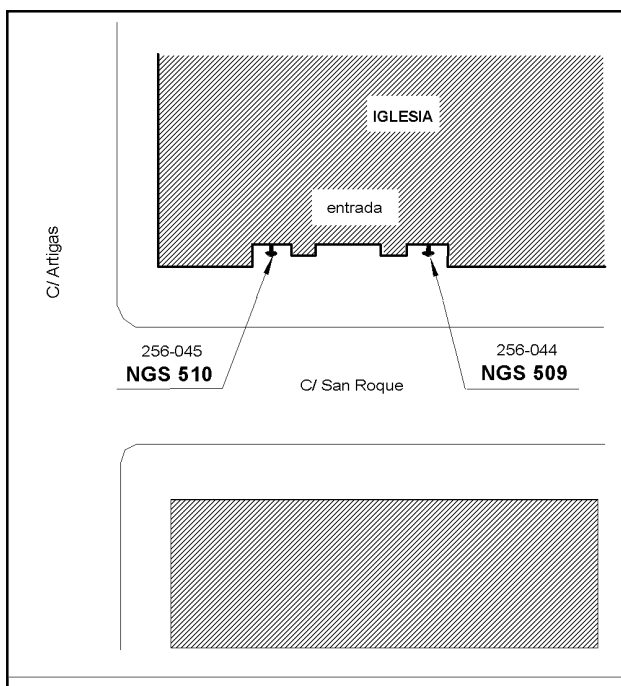 IGLESIA
entrada
C/ Artigas
256-045
NGS 510
256-044
NGS 509
C/ San Roque